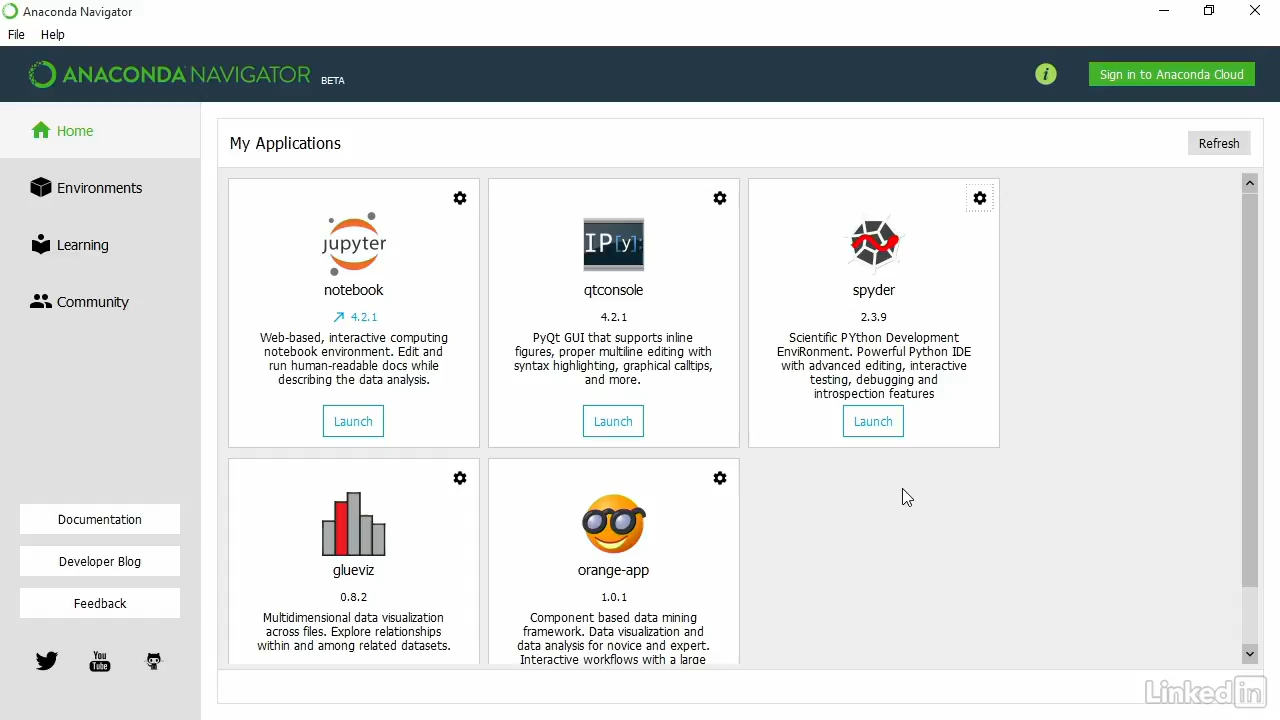 Anaconda Navigator
File Help
ANACONDA NAVIGATOR BETA
i
Sign in to Anaconda Cloud
Home
Environments
Learning
Community
Documentation
Developer Blog
Feedback
You
Tube
My Applications
Refresh
jupyter
notebook
4.2.1
Web-based, interactive computing
notebook environment. Edit and
run human-readable docs while
describing the data analysis.
Launch
IP[y]:
qtconsole
4.2.1
PyQt GUI that supports inline
figures, proper multiline editing with
syntax highlighting, graphical calltips,
and more.
Launch
spyder
2.3.9
Scientific PYthon Development
EnviRonment. Powerful Python IDE
with advanced editing, interactive
testing, debugging and
introspection features
Launch
glueviz
0.8.2
Multidimensional data visualization
across files. Explore relationships
within and among related datasets.
orange-app
1.0.1
Component based data mining
framework. Data visualization and
data analysis for novice and expert.
Interactive workflows with a large
Linked in